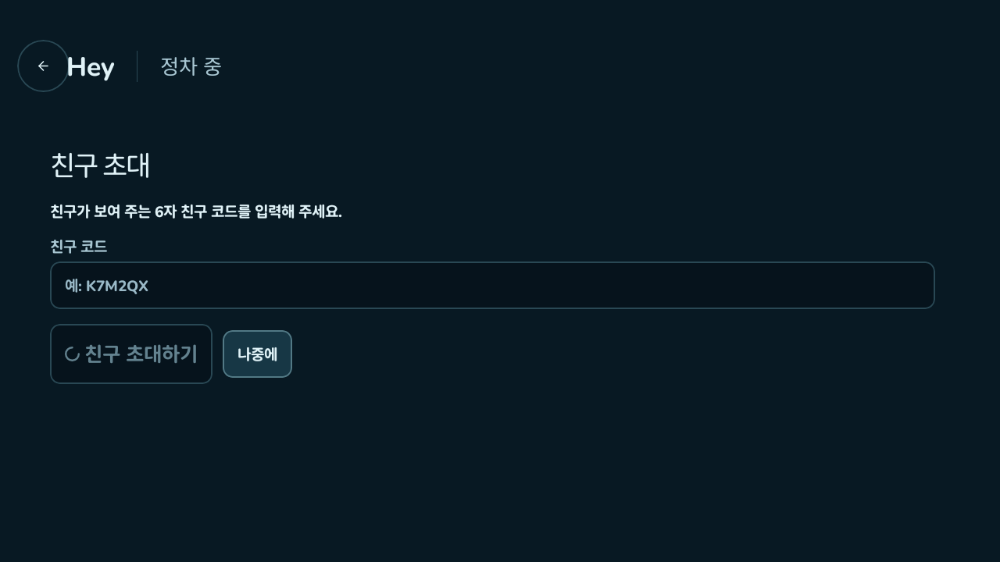 Hey
정차 중
친구 초대
친구가 보여 주는 6자 친구 코드를 입력해 주세요.
친구 코드
예: K7M2QX
친구 초대하기
나중에